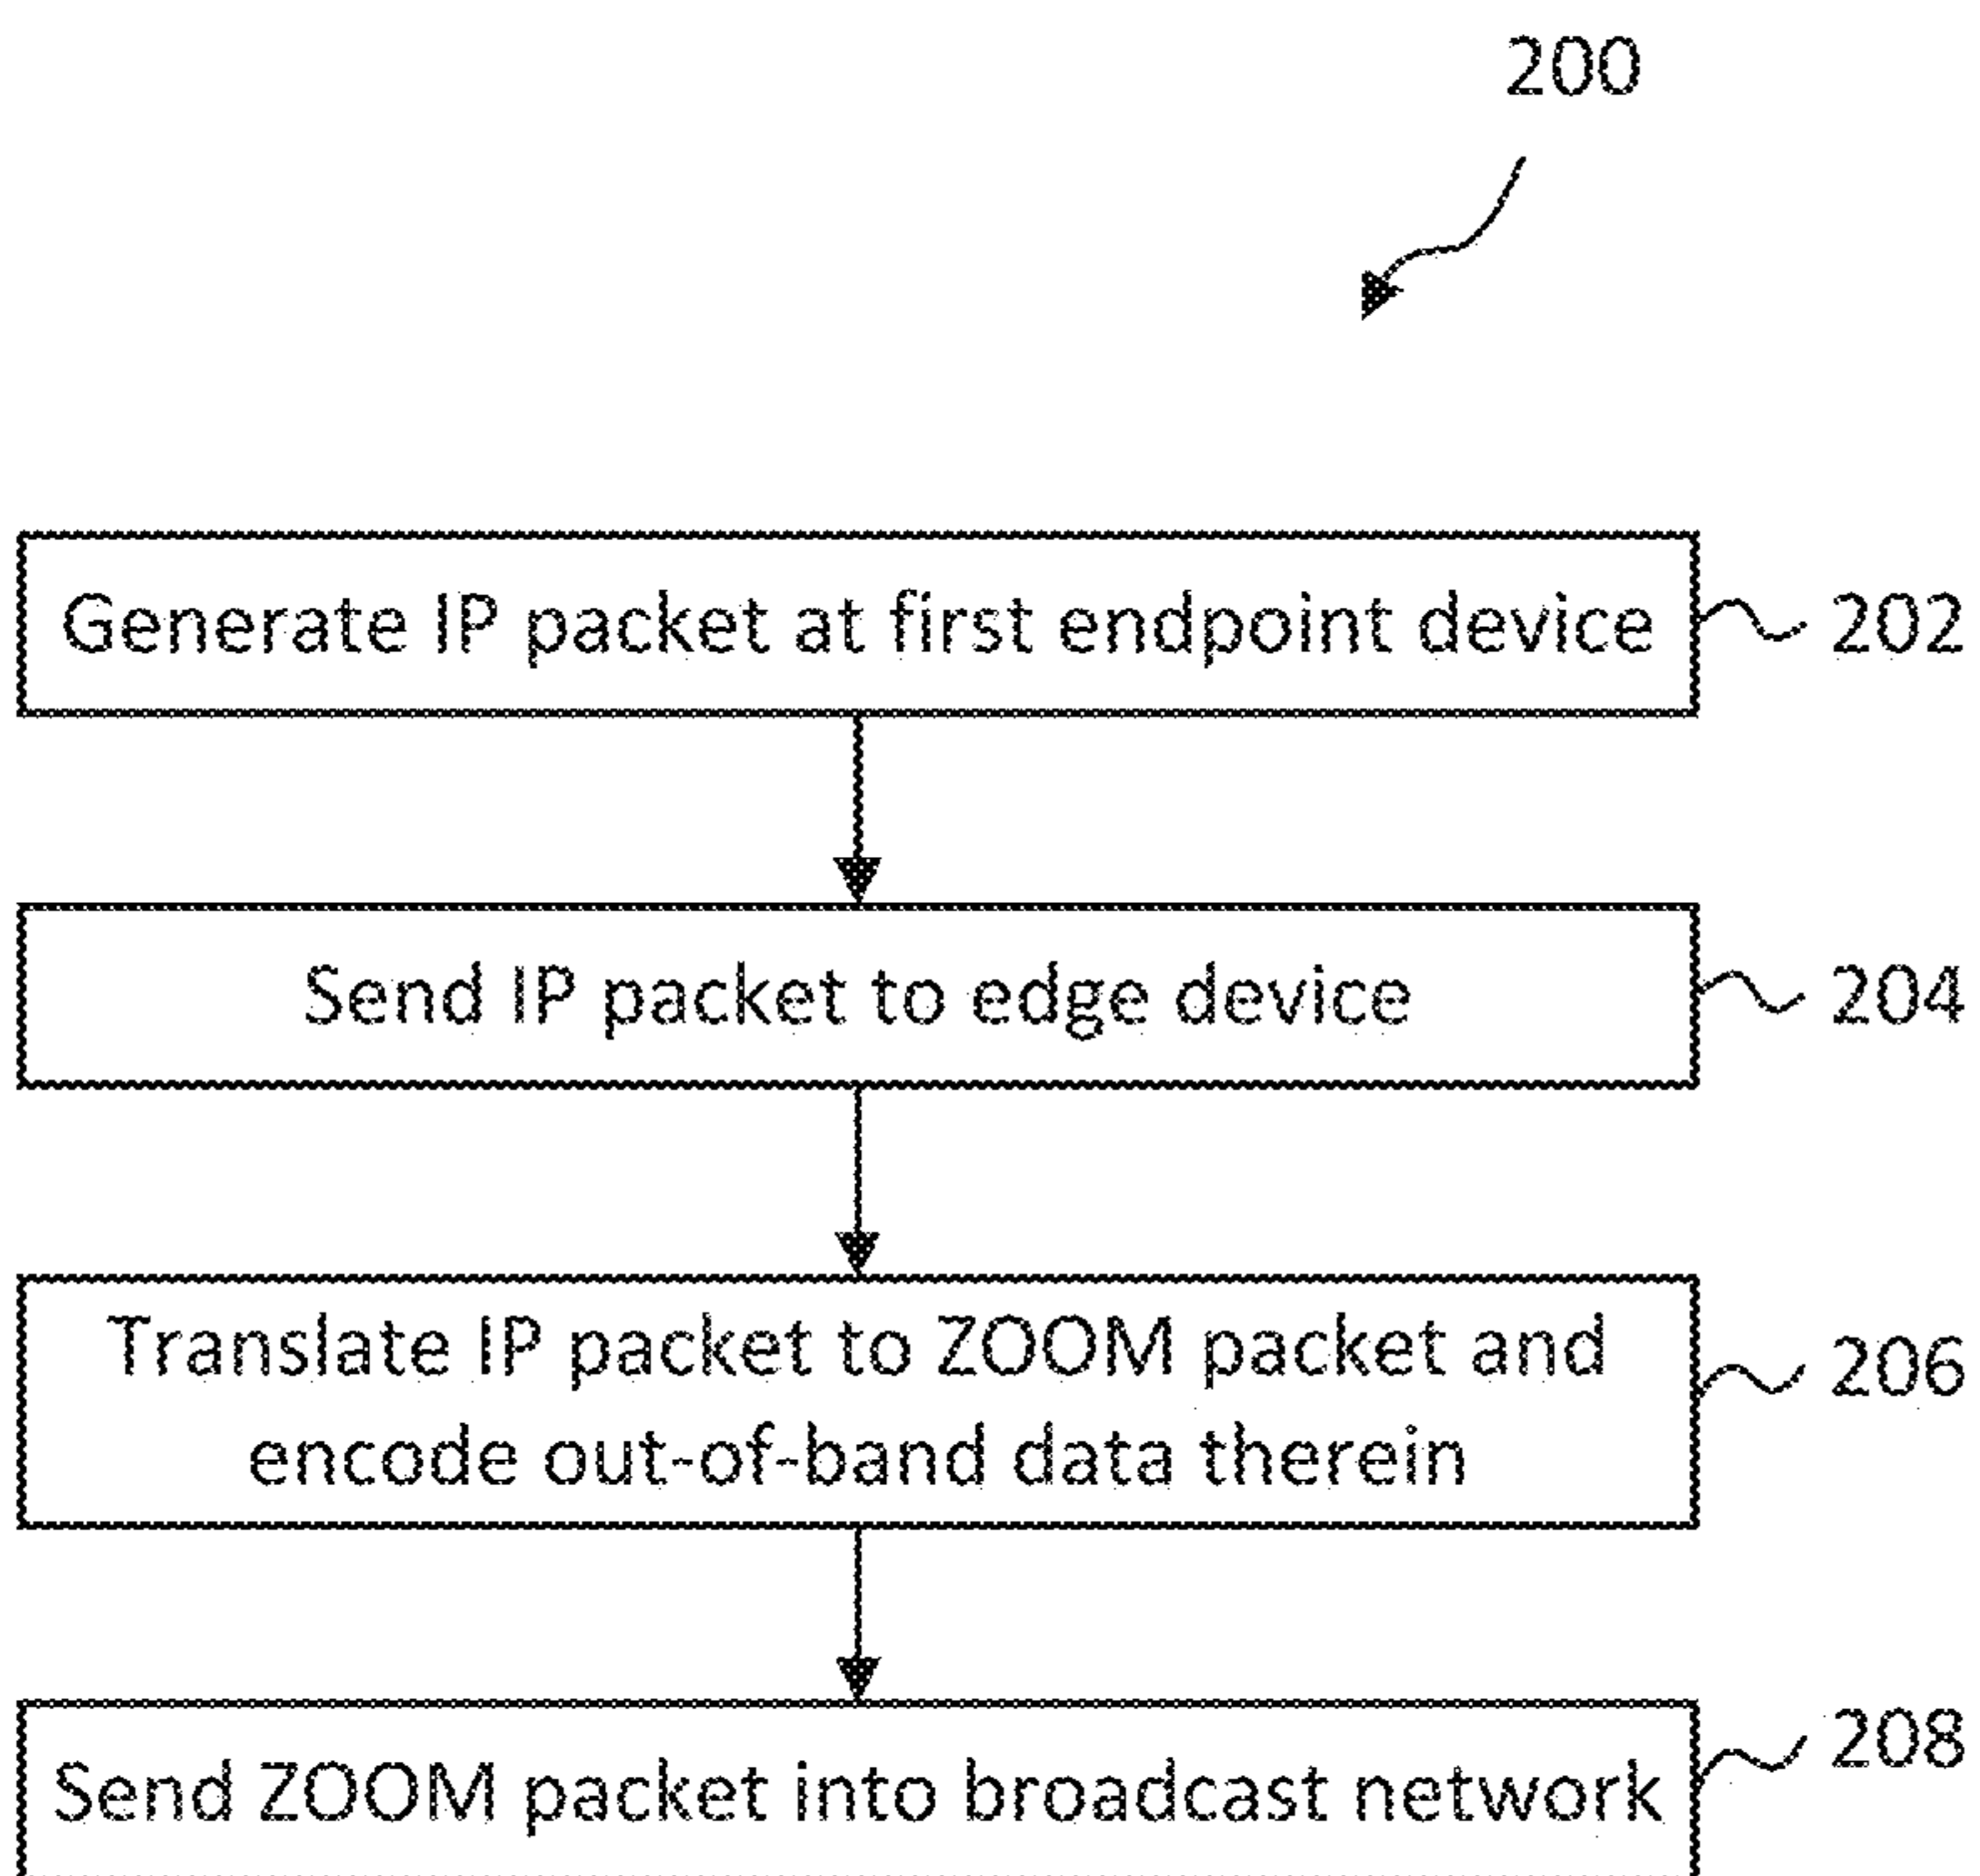 200
Generate IP packet at first endpoint device
202
Send IP packet to edge device
204
Translate IP packet to ZOOM packet and
encode out-of-band data therein
206
Send ZOOM packet into broadcast network
208